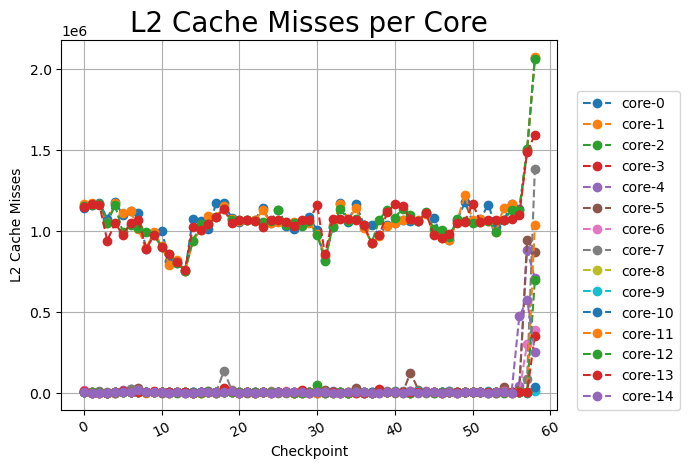 L2 Cache Misses per Core
1e6
2.0
1.5
1.0
0.5
0.0
L2 Cache Misses
0
10
20
30
40
50
60
Checkpoint
core-0
core-1
core-2
core-3
core-4
core-5
core-6
core-7
core-8
core-9
core-10
core-11
core-12
core-13
core-14